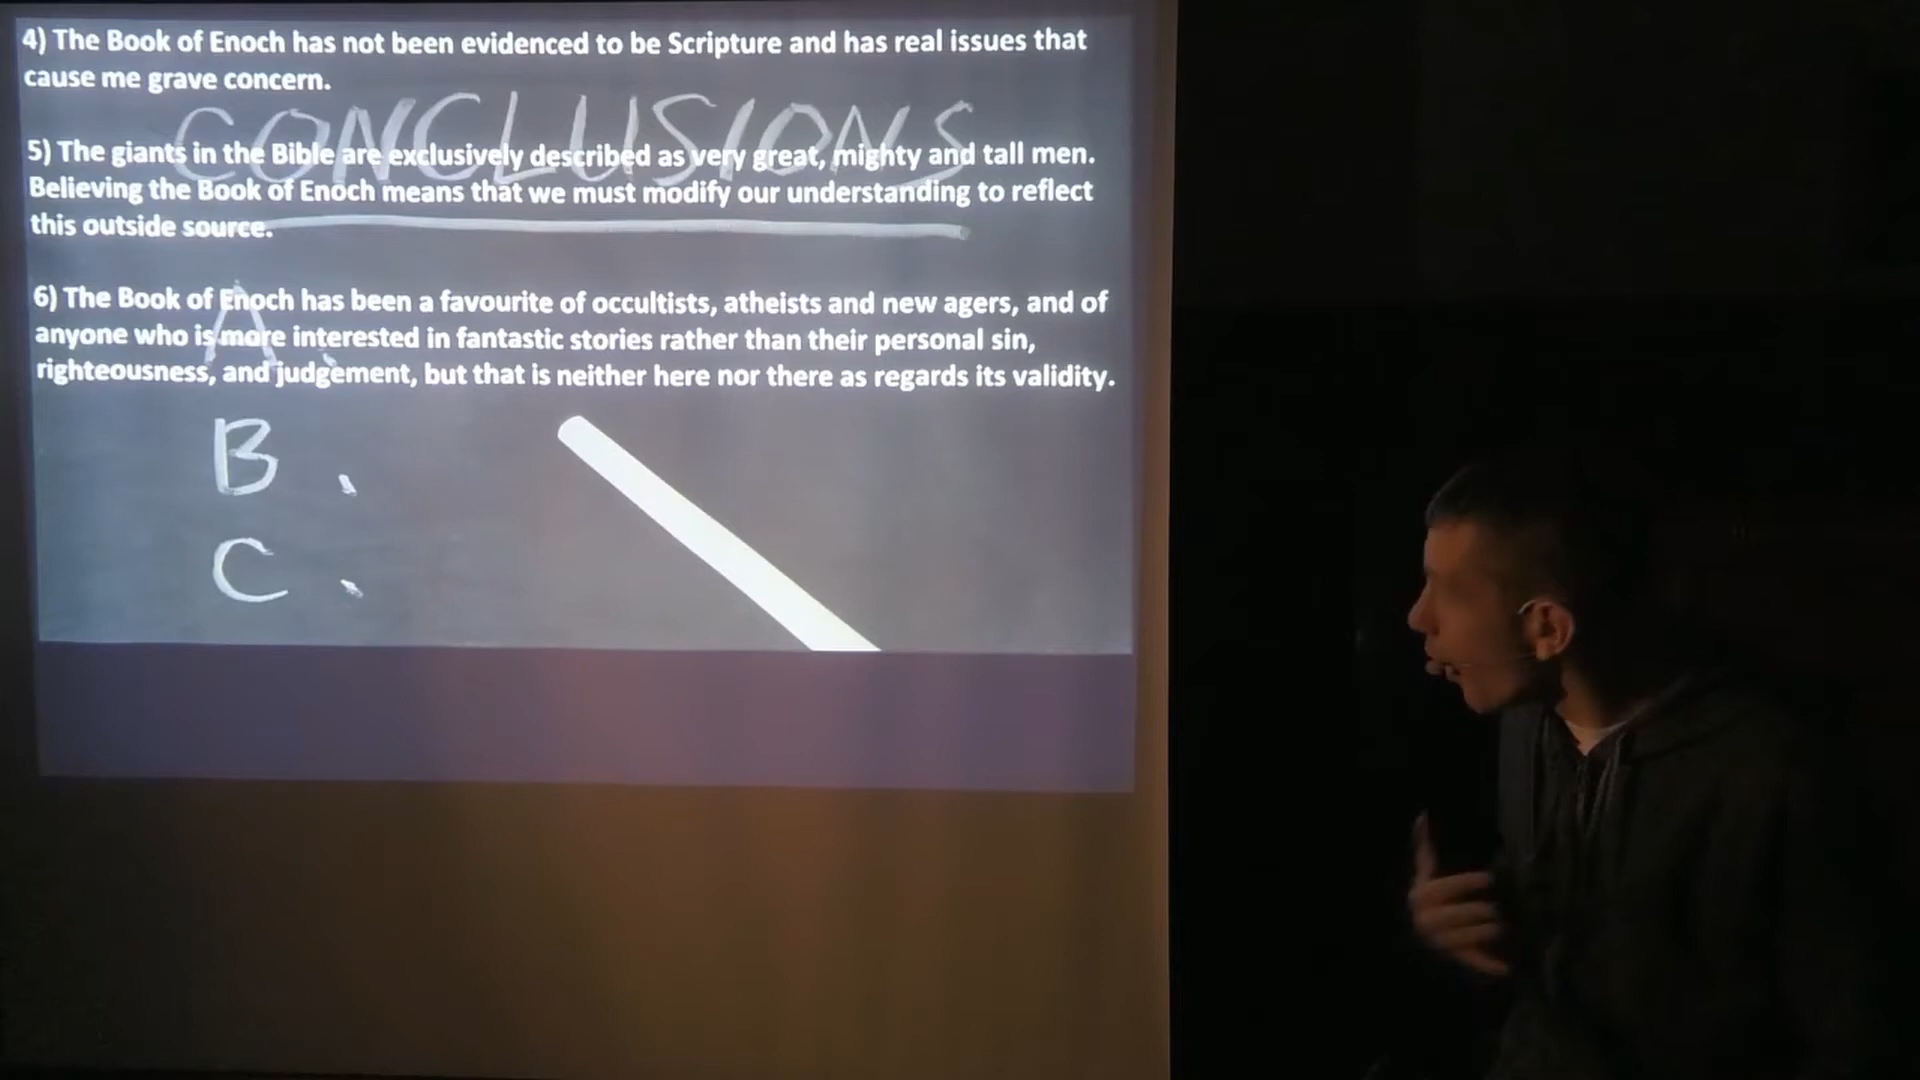 4) The Book of Enoch has not been evidenced to be Scripture and has real issues that
cause me grave concern.
CONCLUSIONS
5) The giants in the Bible are exclusively described as very great, mighty and tall men.
Believing the Book of Enoch means that we must modify our understanding to reflect
this outside source.
6) The Book of Enoch has been a favourite of occultists, atheists and new agers, and of
A.
anyone who is more interested in fantastic stories rather than their personal sin,
righteousness, and judgement, but that is neither here nor there as regards its validity.
B.
C.